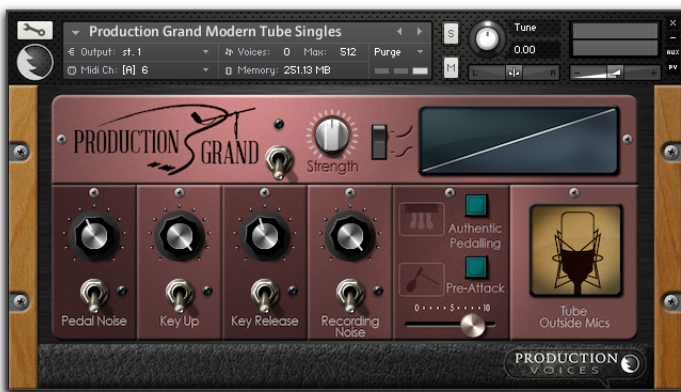 Production Grand Modern Tube Singles
Output: st.1
Voices: 0 Max: 512
Purge
Midi Ch: [A] 6
Memory: 251.13 MB
S
M
Tune
0.00
L R
- +
AUX
PV
PRODUCTION
GRAND
Strength
Authentic
Pedalling
Pre-Attack
0 5 10
Pedal Noise
Key Up
Key Release
Recording
Noise
Tube
Outside Mics
PRODUCTION
VOICES